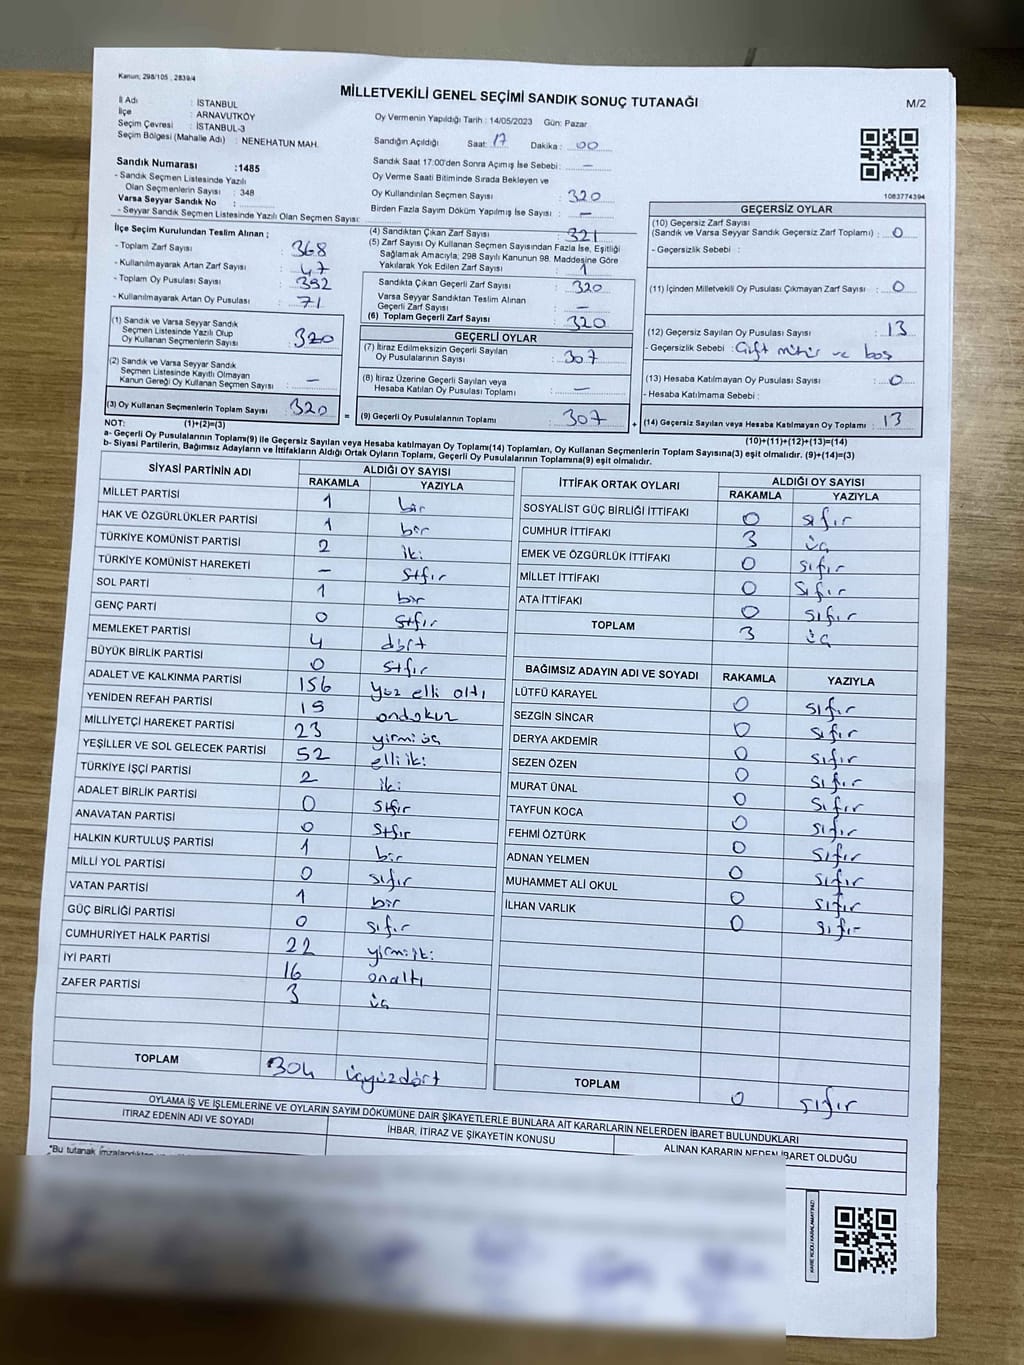 Kanun; 298/105 , 2839/4
MİLLETVEKİLİ GENEL SEÇİMİ SANDIK SONUÇ TUTANAĞI
M/2
İl Adı : İSTANBUL
İlçe : ARNAVUTKÖY
Seçim Çevresi : İSTANBUL-3
Seçim Bölgesi (Mahalle Adı) : NENEHATUN MAH.
Oy Vermenin Yapıldığı Tarih : 14/05/2023 Gün: Pazar
Sandığın Açıldığı Saat: 17 Dakika : 00
Sandık Saat 17:00'den Sonra Açımış İse Sebebi: -
Oy Verme Saati Bitiminde Sırada Bekleyen ve
Oy Kullandırılan Seçmen Sayısı : 320
Birden Fazla Sayım Döküm Yapılmış İse Sayısı : -
Sandık Numarası :1485
- Sandık Seçmen Listesinde Yazılı
Olan Seçmenlerin Sayısı : 348
Varsa Seyyar Sandık No :
- Seyyar Sandık Seçmen Listesinde Yazılı Olan Seçmen Sayısı:
1083774394
İlçe Seçim Kurulundan Teslim Alınan ;
- Toplam Zarf Sayısı : 368
- Kullanılmayarak Artan Zarf Sayısı : 47
- Toplam Oy Pusulası Sayısı : 392
- Kullanılmayarak Artan Oy Pusulası : 71
(1) Sandık ve Varsa Seyyar Sandık
Seçmen Listesinde Yazılı Olup
Oy Kullanan Seçmenlerin Sayısı : 320
(2) Sandık ve Varsa Seyyar Sandık
Seçmen Listesinde Kayıtlı Olmayan
Kanun Gereği Oy Kullanan Seçmen Sayısı : -
(3) Oy Kullanan Seçmenlerin Toplam Sayısı : 320
(1)+(2)=(3)
(4) Sandıktan Çıkan Zarf Sayısı : 321
(5) Zarf Sayısı Oy Kullanan Seçmen Sayısından Fazla İse, Eşitliği
Sağlamak Amacıyla; 298 Sayılı Kanunun 98. Maddesine Göre
Yakılarak Yok Edilen Zarf Sayısı : 1
Sandıkta Çıkan Geçerli Zarf Sayısı : 320
Varsa Seyyar Sandıktan Teslim Alınan
Geçerli Zarf Sayısı : -
(6) Toplam Geçerli Zarf Sayısı : 320
GEÇERLİ OYLAR
(7) İtiraz Edilmeksizin Geçerli Sayılan
Oy Pusulalarının Sayısı : 307
(8) İtiraz Üzerine Geçerli Sayılan veya
Hesaba Katılan Oy Pusulası Toplamı : -
= (9) Geçerli Oy Pusulalarının Toplamı : 307
GEÇERSİZ OYLAR
(10) Geçersiz Zarf Sayısı
(Sandık ve Varsa Seyyar Sandık Geçersiz Zarf Toplamı) : 0
- Geçersizlik Sebebi :
(11) İçinden Milletvekili Oy Pusulası Çıkmayan Zarf Sayısı : 0
(12) Geçersiz Sayılan Oy Pusulası Sayısı : 13
- Geçersizlik Sebebi : Çift mühür ve boş
(13) Hesaba Katılmayan Oy Pusulası Sayısı : 0
- Hesaba Katılmama Sebebi :
+ (14) Geçersiz Sayılan veya Hesaba Katılmayan Oy Toplamı : 13
(10)+(11)+(12)+(13)=(14)
NOT:
a- Geçerli Oy Pusulalarının Toplamı(9) ile Geçersiz Sayılan veya Hesaba katılmayan Oy Toplamı(14) Toplamları, Oy Kullanan Seçmenlerin Toplam Sayısına(3) eşit olmalıdır. (9)+(14)=(3)
b- Siyasi Partilerin, Bağımsız Adayların ve İttifakların Aldığı Ortak Oyların Toplamı, Geçerli Oy Pusulalarının Toplamına(9) eşit olmalıdır.
SİYASİ PARTİNİN ADI ALDIĞI OY SAYISI
RAKAMLA YAZIYLA
MİLLET PARTİSİ 1 bir
HAK VE ÖZGÜRLÜKLER PARTİSİ 1 bir
TÜRKİYE KOMÜNİST PARTİSİ 2 iki
TÜRKİYE KOMÜNİST HAREKETİ - sıfır
SOL PARTİ 1 bir
GENÇ PARTİ 0 sıfır
MEMLEKET PARTİSİ 4 dört
BÜYÜK BİRLİK PARTİSİ 0 sıfır
ADALET VE KALKINMA PARTİSİ 156 yüz elli altı
YENİDEN REFAH PARTİSİ 19 ondokuz
MİLLİYETÇİ HAREKET PARTİSİ 23 yirmi üç
YEŞİLLER VE SOL GELECEK PARTİSİ 52 elli iki
TÜRKİYE İŞÇİ PARTİSİ 2 iki
ADALET BİRLİK PARTİSİ 0 sıfır
ANAVATAN PARTİSİ 0 sıfır
HALKIN KURTULUŞ PARTİSİ 1 bir
MİLLİ YOL PARTİSİ 0 sıfır
VATAN PARTİSİ 1 bir
GÜÇ BİRLİĞİ PARTİSİ 0 sıfır
CUMHURİYET HALK PARTİSİ 22 yirmi iki
İYİ PARTİ 16 onaltı
ZAFER PARTİSİ 3 üç
TOPLAM 304 üçyüzdört
İTTİFAK ORTAK OYLARI ALDIĞI OY SAYISI
RAKAMLA YAZIYLA
SOSYALİST GÜÇ BİRLİĞİ İTTİFAKI 0 sıfır
CUMHUR İTTİFAKI 3 üç
EMEK VE ÖZGÜRLÜK İTTİFAKI 0 sıfır
MİLLET İTTİFAKI 0 sıfır
ATA İTTİFAKI 0 sıfır
TOPLAM 3 üç
BAĞIMSIZ ADAYIN ADI VE SOYADI RAKAMLA YAZIYLA
LÜTFÜ KARAYEL 0 sıfır
SEZGİN SİNCAR 0 sıfır
DERYA AKDEMİR 0 sıfır
SEZEN ÖZEN 0 sıfır
MURAT ÜNAL 0 sıfır
TAYFUN KOCA 0 sıfır
FEHMİ ÖZTÜRK 0 sıfır
ADNAN YELMEN 0 sıfır
MUHAMMET ALİ OKUL 0 sıfır
İLHAN VARLIK 0 sıfır
TOPLAM 0 sıfır
OYLAMA İŞ VE İŞLEMLERİNE VE OYLARIN SAYIM DÖKÜMÜNE DAİR ŞİKAYETLERLE BUNLARA AİT KARARLARIN NELERDEN İBARET BULUNDUKLARI
İTİRAZ EDENİN ADI VE SOYADI İHBAR, İTİRAZ VE ŞİKAYETİN KONUSU ALINAN KARARIN NEDEN İBARET OLDUĞU
*Bu tutanak imzalandıktan
KARE KODU KARALAMAYINIZ!